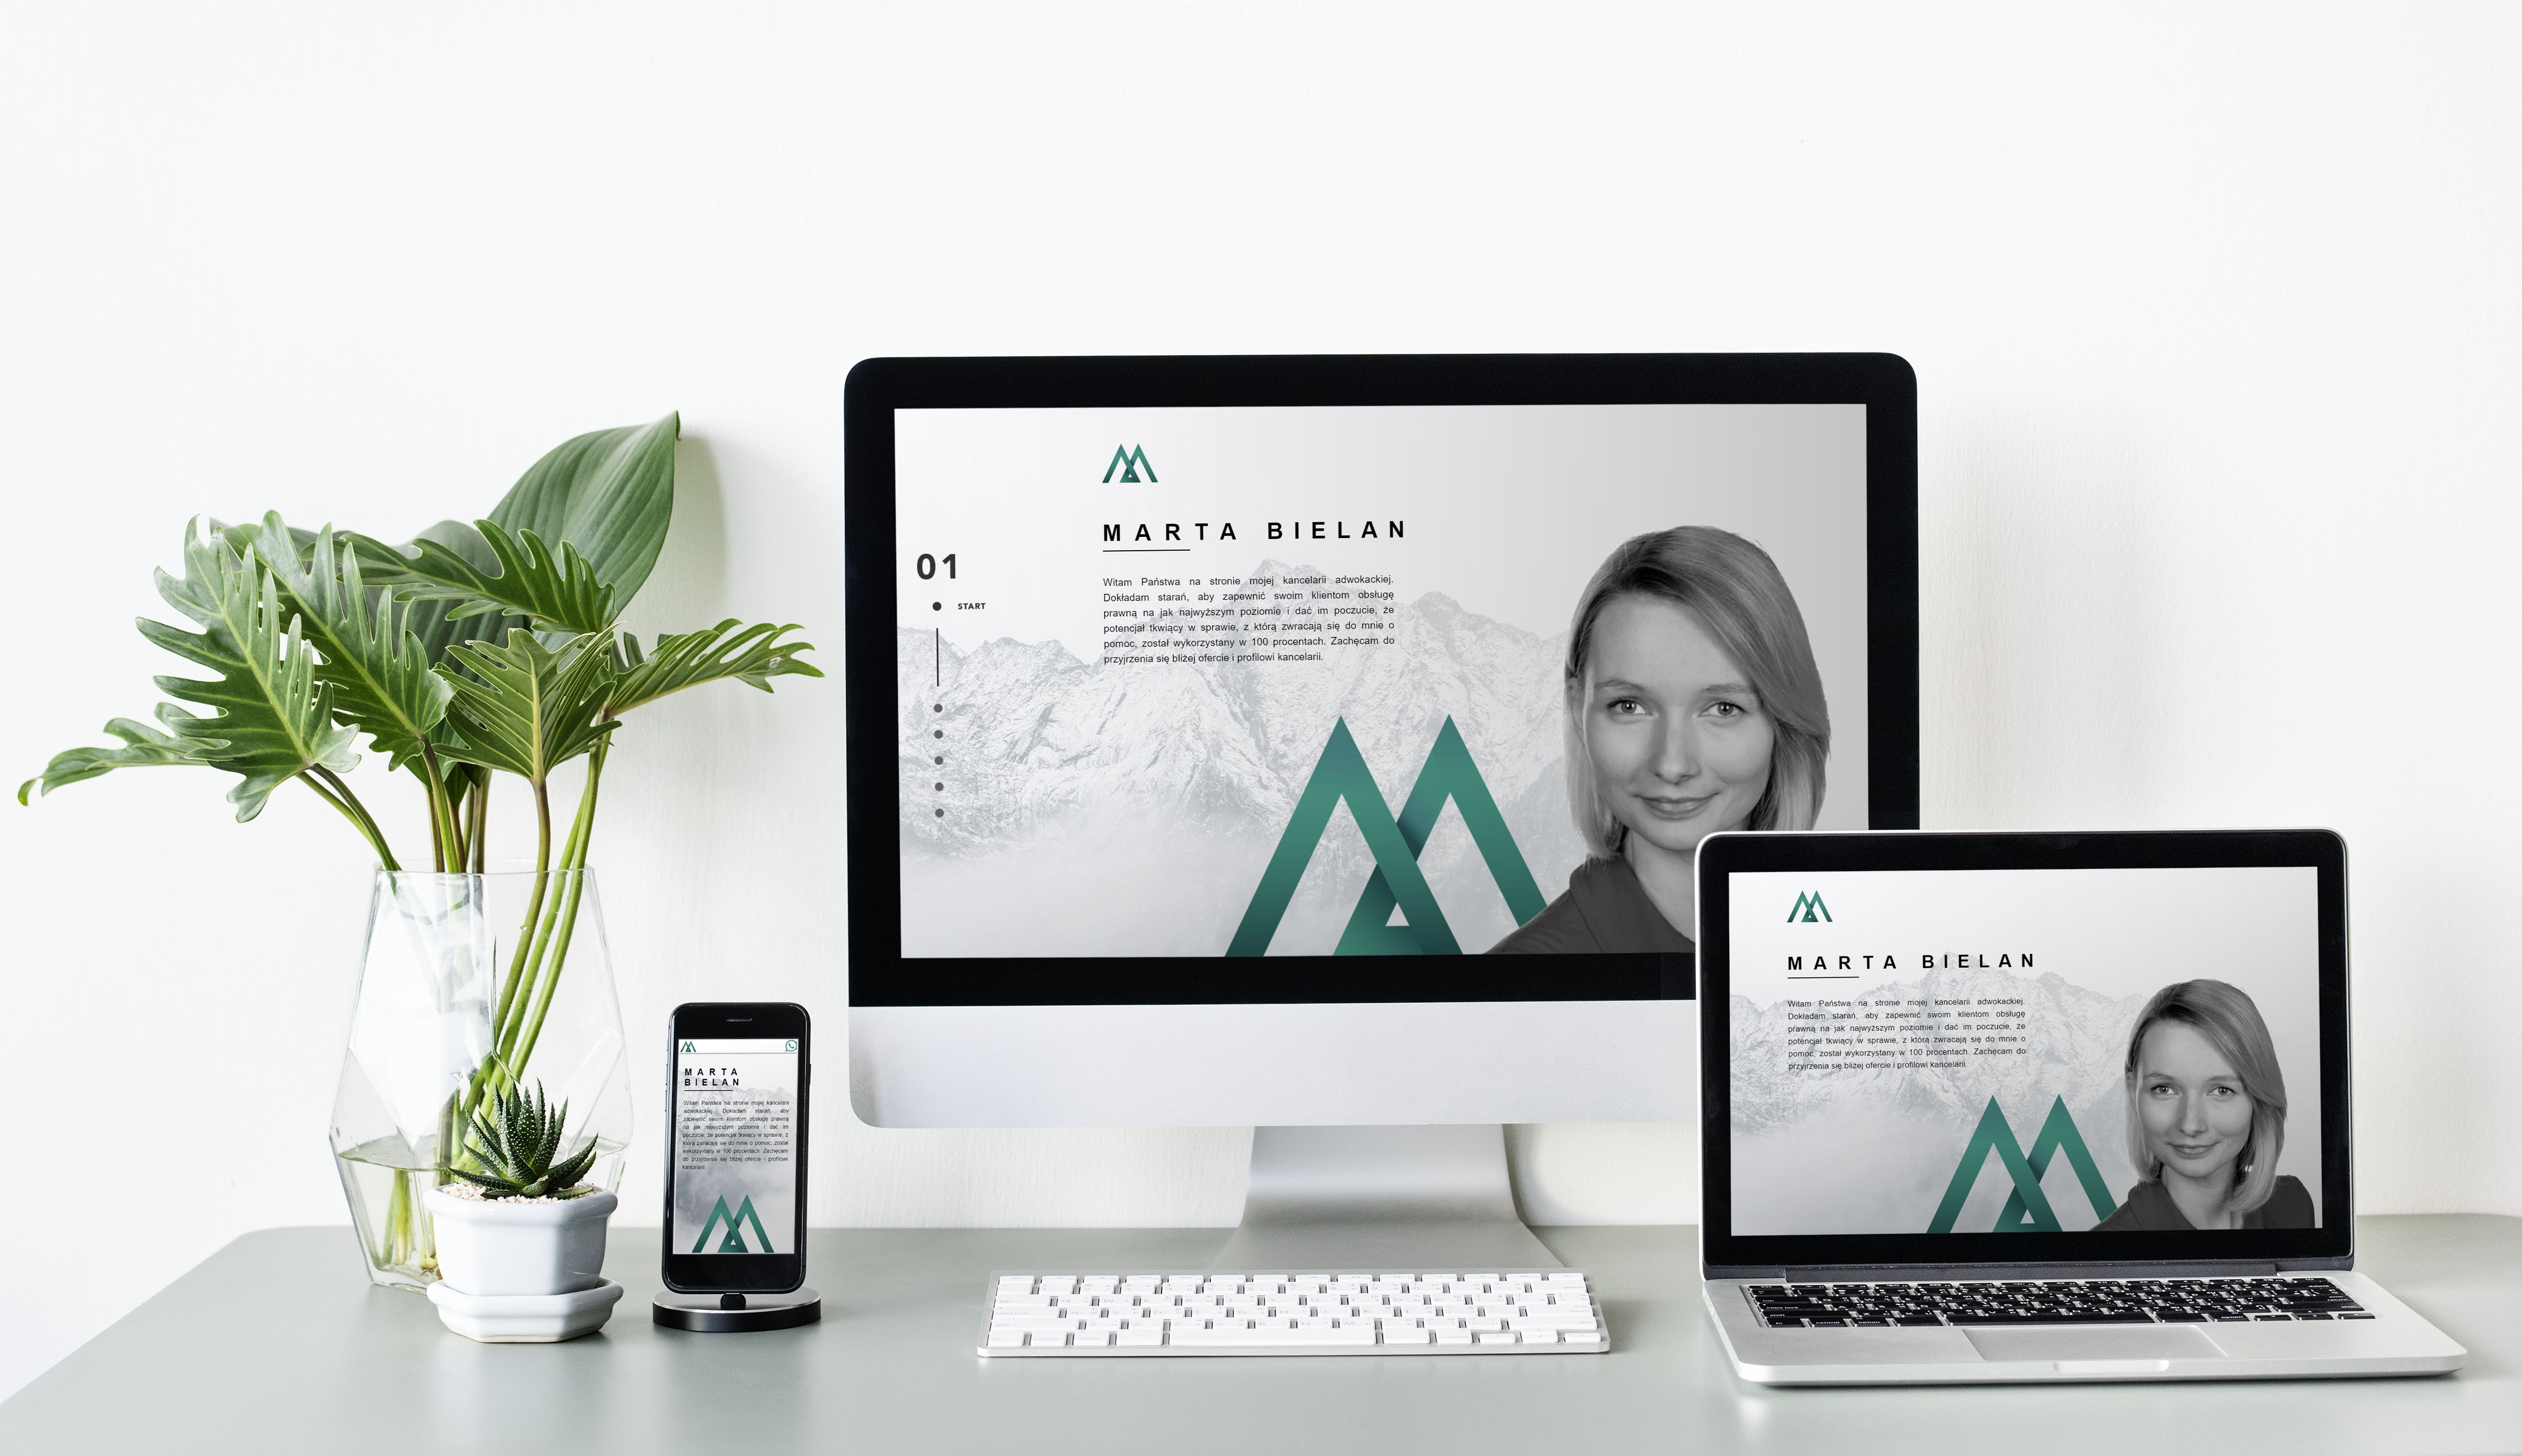 MARTA BIELAN
01
START
Witam Państwa na stronie mojej kancelarii adwokackiej.
Dokładam starań, aby zapewnić swoim klientom obsługę
prawną na jak najwyższym poziomie i dać im poczucie, że
potencjał tkwiący w sprawie, z którą zwracają się do mnie o
pomoc, został wykorzystany w 100 procentach. Zachęcam do
przyjrzenia się bliżej ofercie i profilowi kancelarii.
MARTA
BIELAN
Witam Państwa na stronie mojej kancelarii
adwokackiej. Dokładam starań, aby
zapewnić swoim klientom obsługę prawną
na jak najwyższym poziomie i dać im
poczucie, że potencjał tkwiący w sprawie, z
którą zwracają się do mnie o pomoc, został
wykorzystany w 100 procentach. Zachęcam
do przyjrzenia się bliżej ofercie i profilowi
kancelarii.
MARTA BIELAN
Witam Państwa na stronie mojej kancelarii adwokackiej.
Dokładam starań, aby zapewnić swoim klientom obsługę
prawną na jak najwyższym poziomie i dać im poczucie, że
potencjał tkwiący w sprawie, z którą zwracają się do mnie o
pomoc, został wykorzystany w 100 procentach. Zachęcam do
przyjrzenia się bliżej ofercie i profilowi kancelarii.